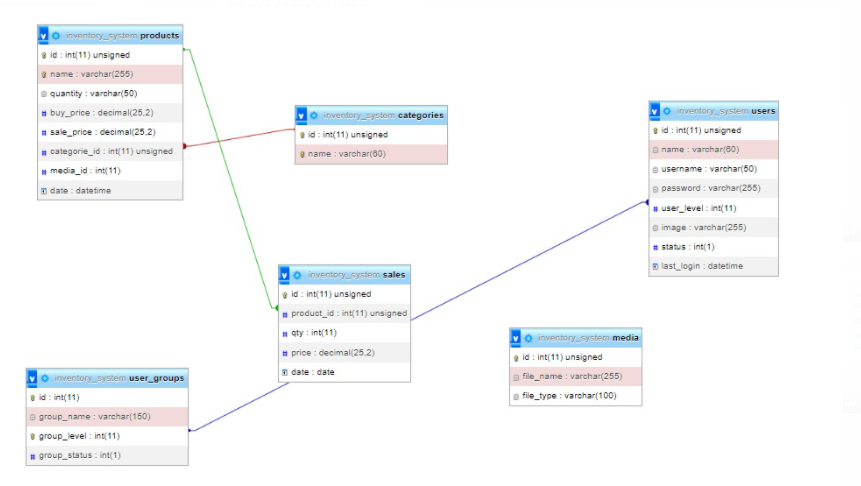 inventory_system products
id : int(11) unsigned
name : varchar(255)
quantity : varchar(50)
buy_price : decimal(25,2)
sale_price : decimal(25,2)
categorie_id : int(11) unsigned
media_id : int(11)
date : datetime
inventory_system categories
id : int(11) unsigned
name : varchar(60)
inventory_system users
id : int(11) unsigned
name : varchar(60)
username : varchar(50)
password : varchar(255)
user_level : int(11)
image : varchar(255)
status : int(1)
last_login : datetime
inventory_system sales
id : int(11) unsigned
product_id : int(11) unsigned
qty : int(11)
price : decimal(25,2)
date : date
inventory_system media
id : int(11) unsigned
file_name : varchar(255)
file_type : varchar(100)
inventory_system user_groups
id : int(11)
group_name : varchar(150)
group_level : int(11)
group_status : int(1)